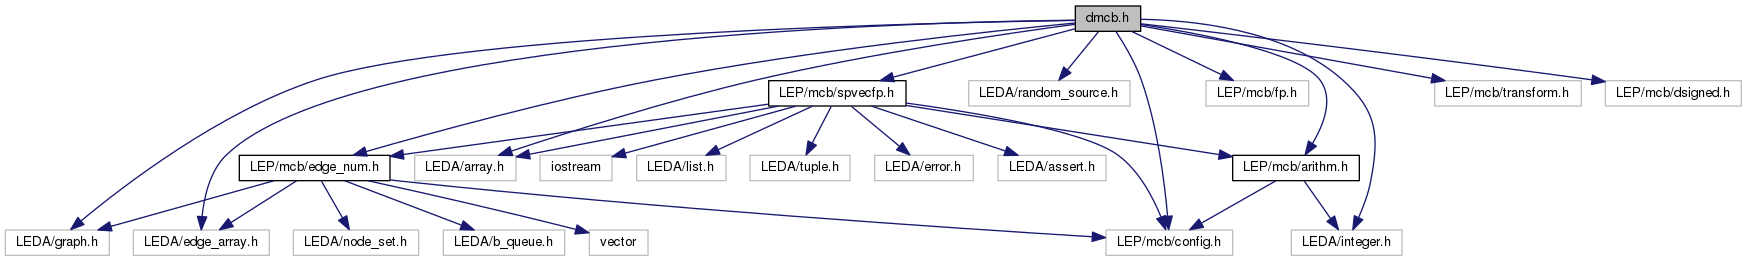 dmcb.h
LEP/mcb/spvecfp.h
LEDA/random_source.h
LEP/mcb/fp.h
LEP/mcb/transform.h
LEP/mcb/dsigned.h
LEP/mcb/edge_num.h
LEDA/array.h
iostream
LEDA/list.h
LEDA/tuple.h
LEDA/error.h
LEDA/assert.h
LEP/mcb/arithm.h
LEDA/graph.h
LEDA/edge_array.h
LEDA/node_set.h
LEDA/b_queue.h
vector
LEP/mcb/config.h
LEDA/integer.h